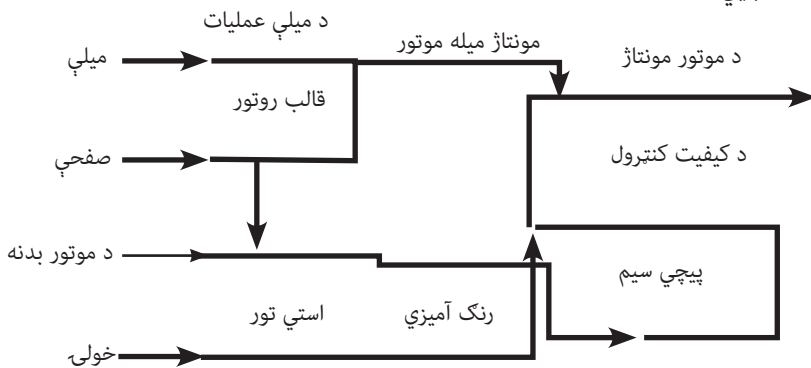 د میلې عملیات
مونتاژ میله موتور
د موتور مونتاژ
میلې
قالب روتور
صفحې
د کیفیت کنټرول
د موتور بدنه
پیچي سیم
استي تور
رنګ آمیزي
خولۍ